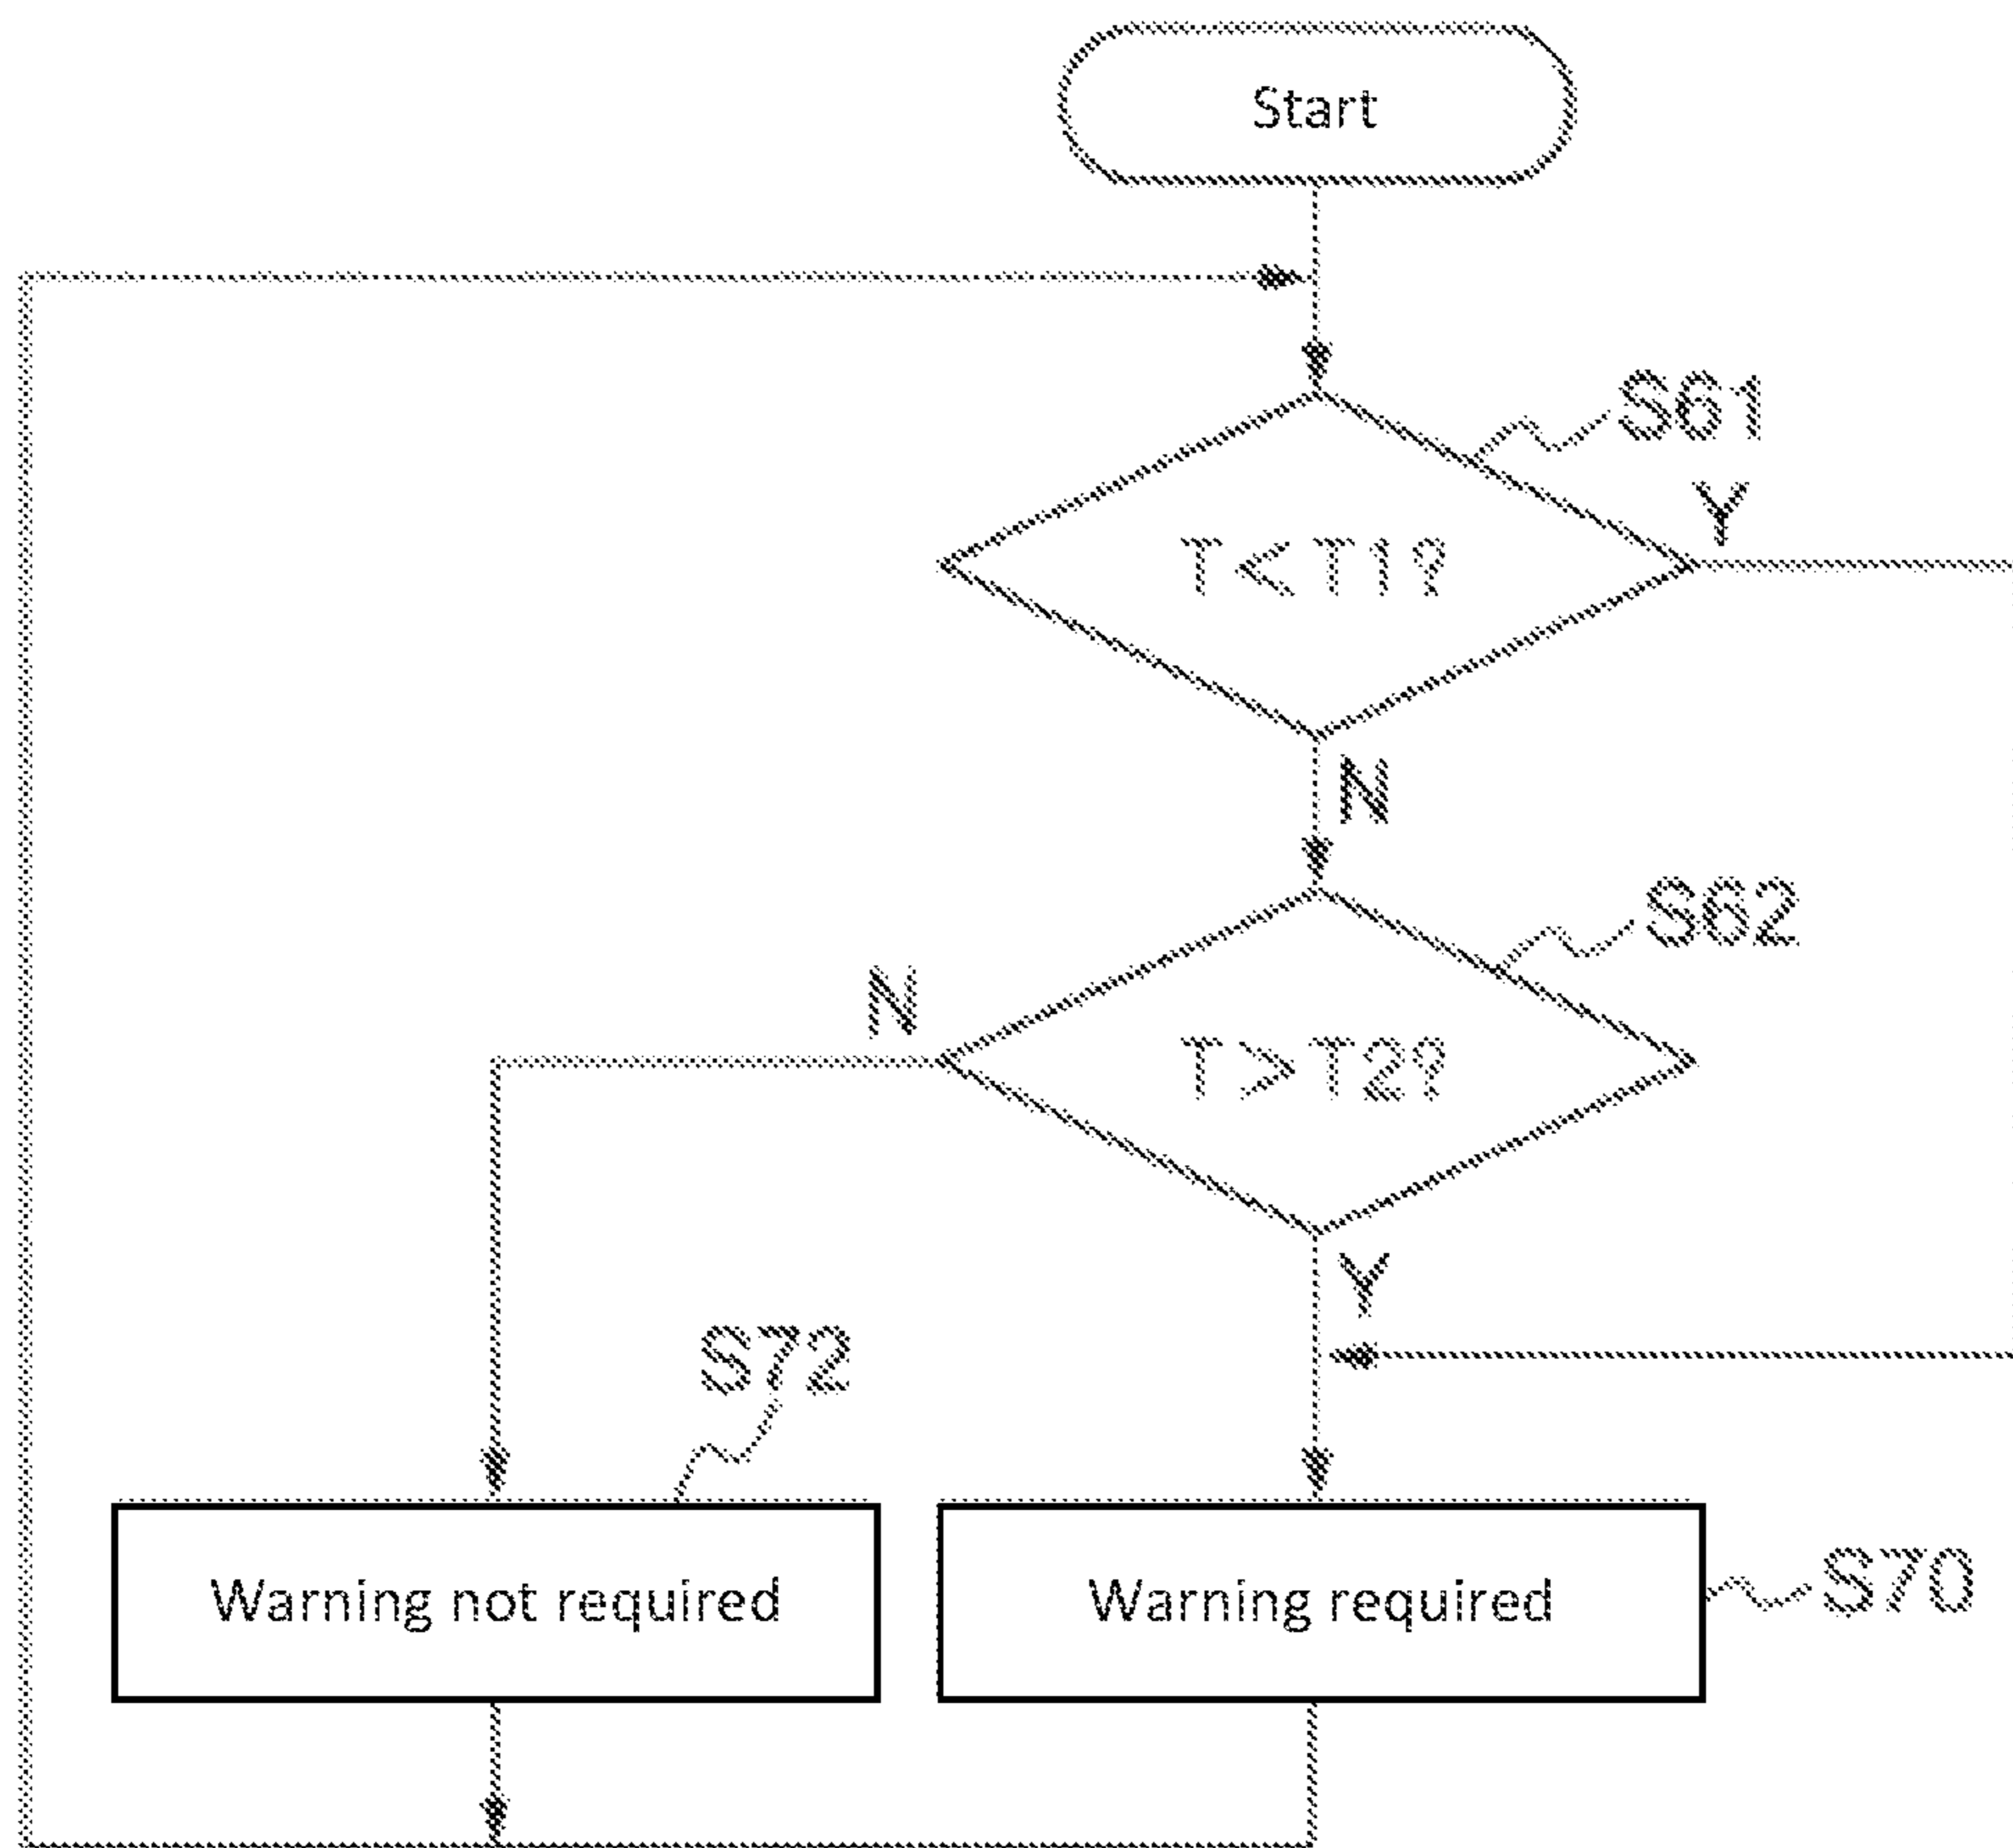 Start
S61
Y
T<T1?
N
S62
N
T>T2?
Y
S72
Warning not required
Warning required
S70